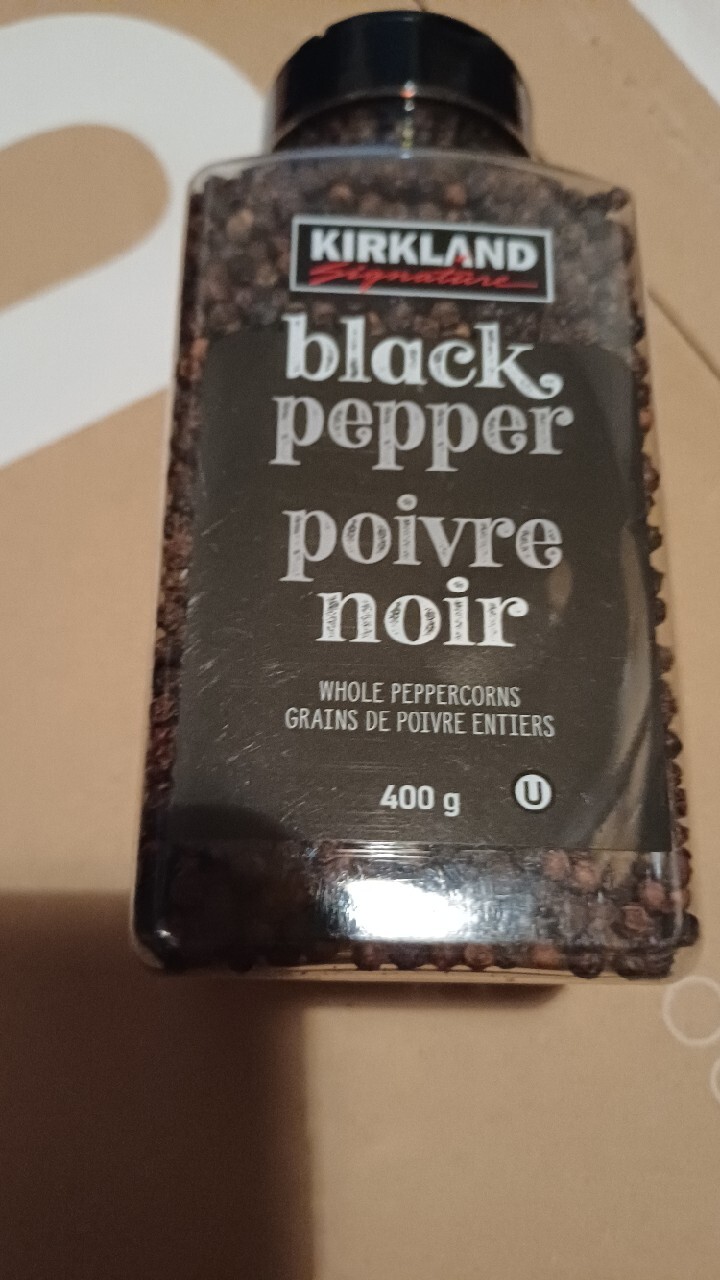 KIRKLAND
Signature
black
pepper
poivre
noir
WHOLE PEPPERCORNS
GRAINS DE POIVRE ENTIERS
400 g U